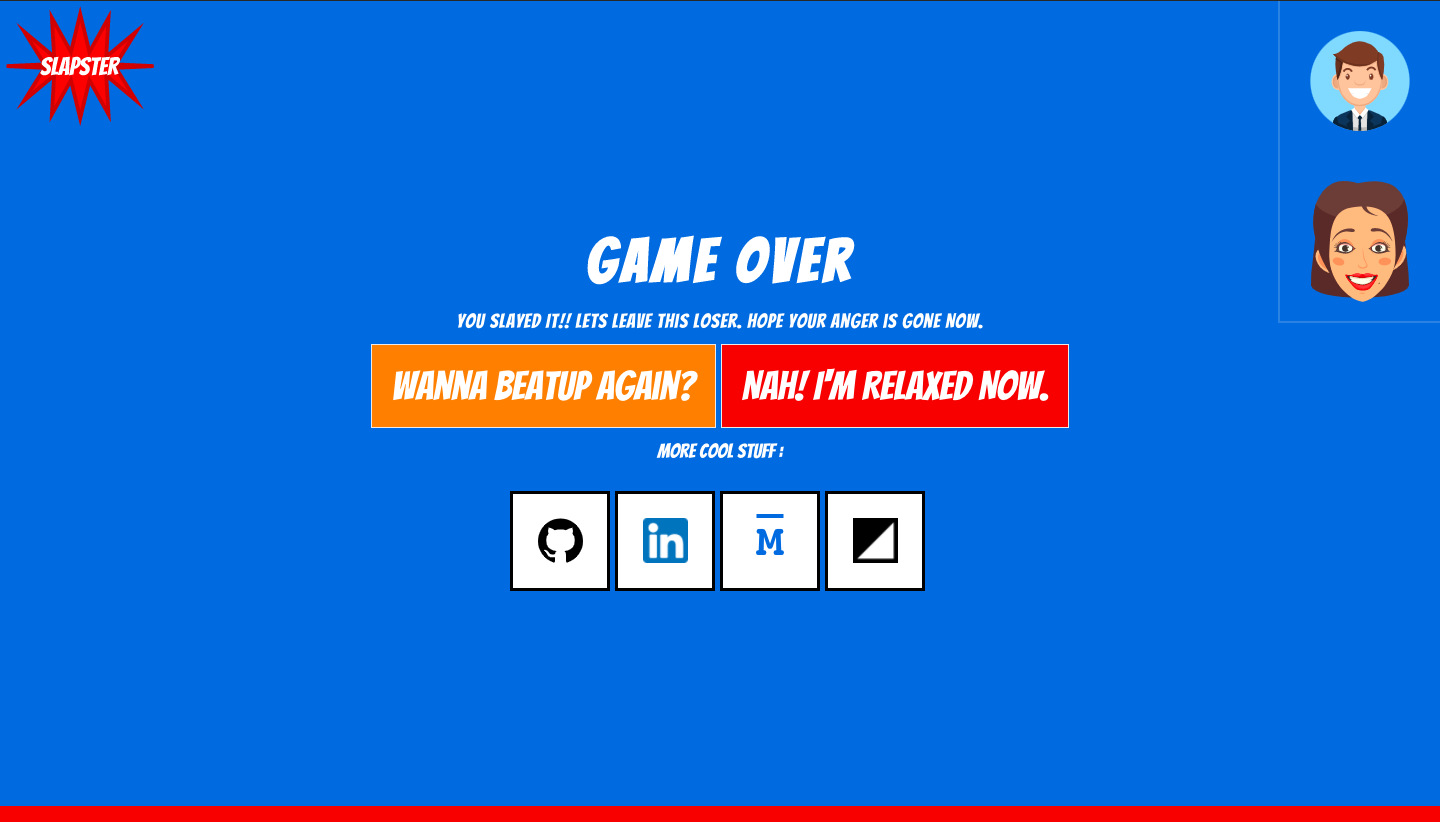 SLAPSTER
GAME OVER
YOU SLAYED IT!! LETS LEAVE THIS LOSER. HOPE YOUR ANGER IS GONE NOW.
WANNA BEATUP AGAIN? NAH! I'M RELAXED NOW.
MORE COOL STUFF :
in M